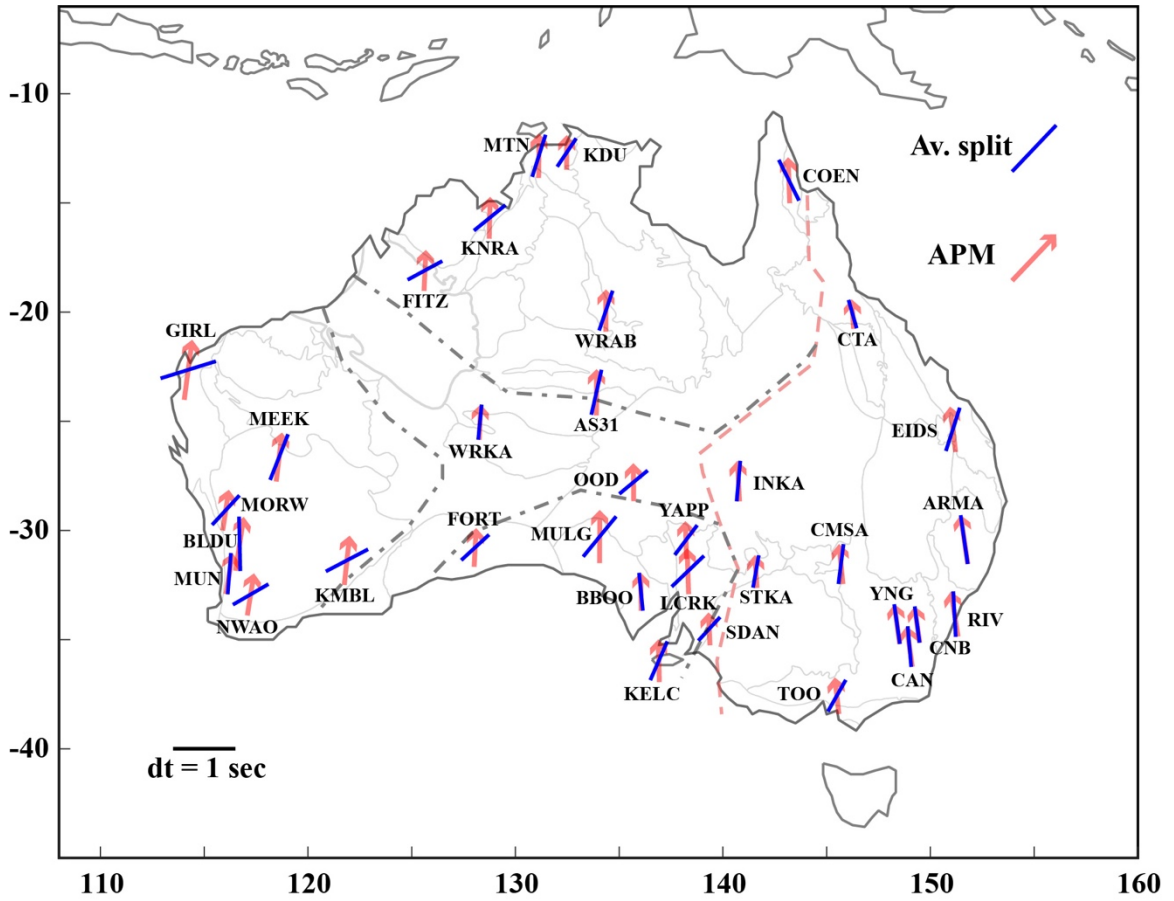 -10
-20
-30
-40
110
120
130
140
150
160
Av. split
APM
MTN
KDU
COEN
KNRA
FITZ
GIRL
WRAB
CTA
MEEK
AS31
WRKA
EIDS
OOD
INKA
MORW
YAPP
ARMA
FORT
MULG
CMSA
BLDU
MUN
KMBL
BBOO
LCRK
STKA
YNG
NWAO
SDAN
RIV
CNB
CAN
KELC
TOO
dt = 1 sec